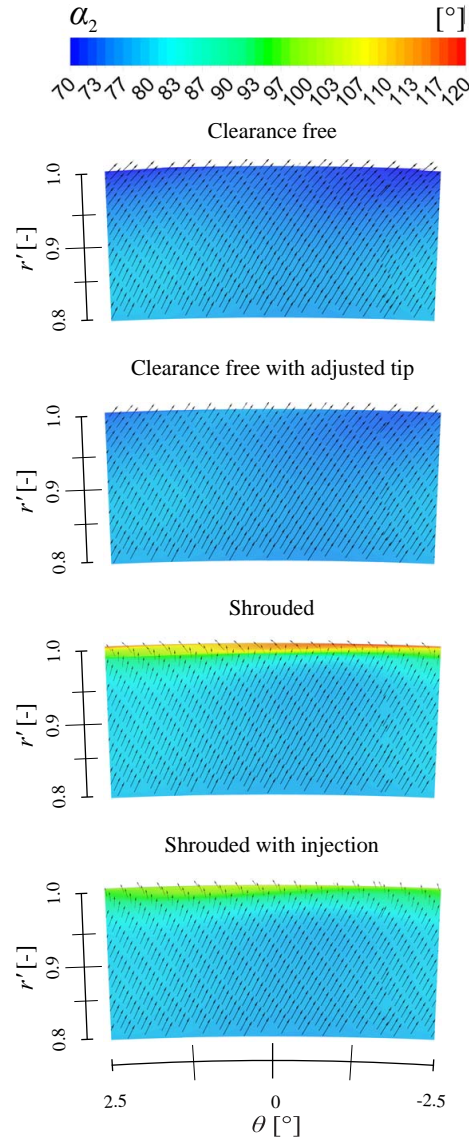 α₂ [°]
70 73 77 80 83 87 90 93 97 100 103 107 110 113 117 120
Clearance free
1.0
0.9
0.8
r′ [-]
Clearance free with adjusted tip
1.0
0.9
0.8
r′ [-]
Shrouded
1.0
0.9
0.8
r′ [-]
Shrouded with injection
1.0
0.9
0.8
r′ [-]
2.5 0 -2.5
θ [°]